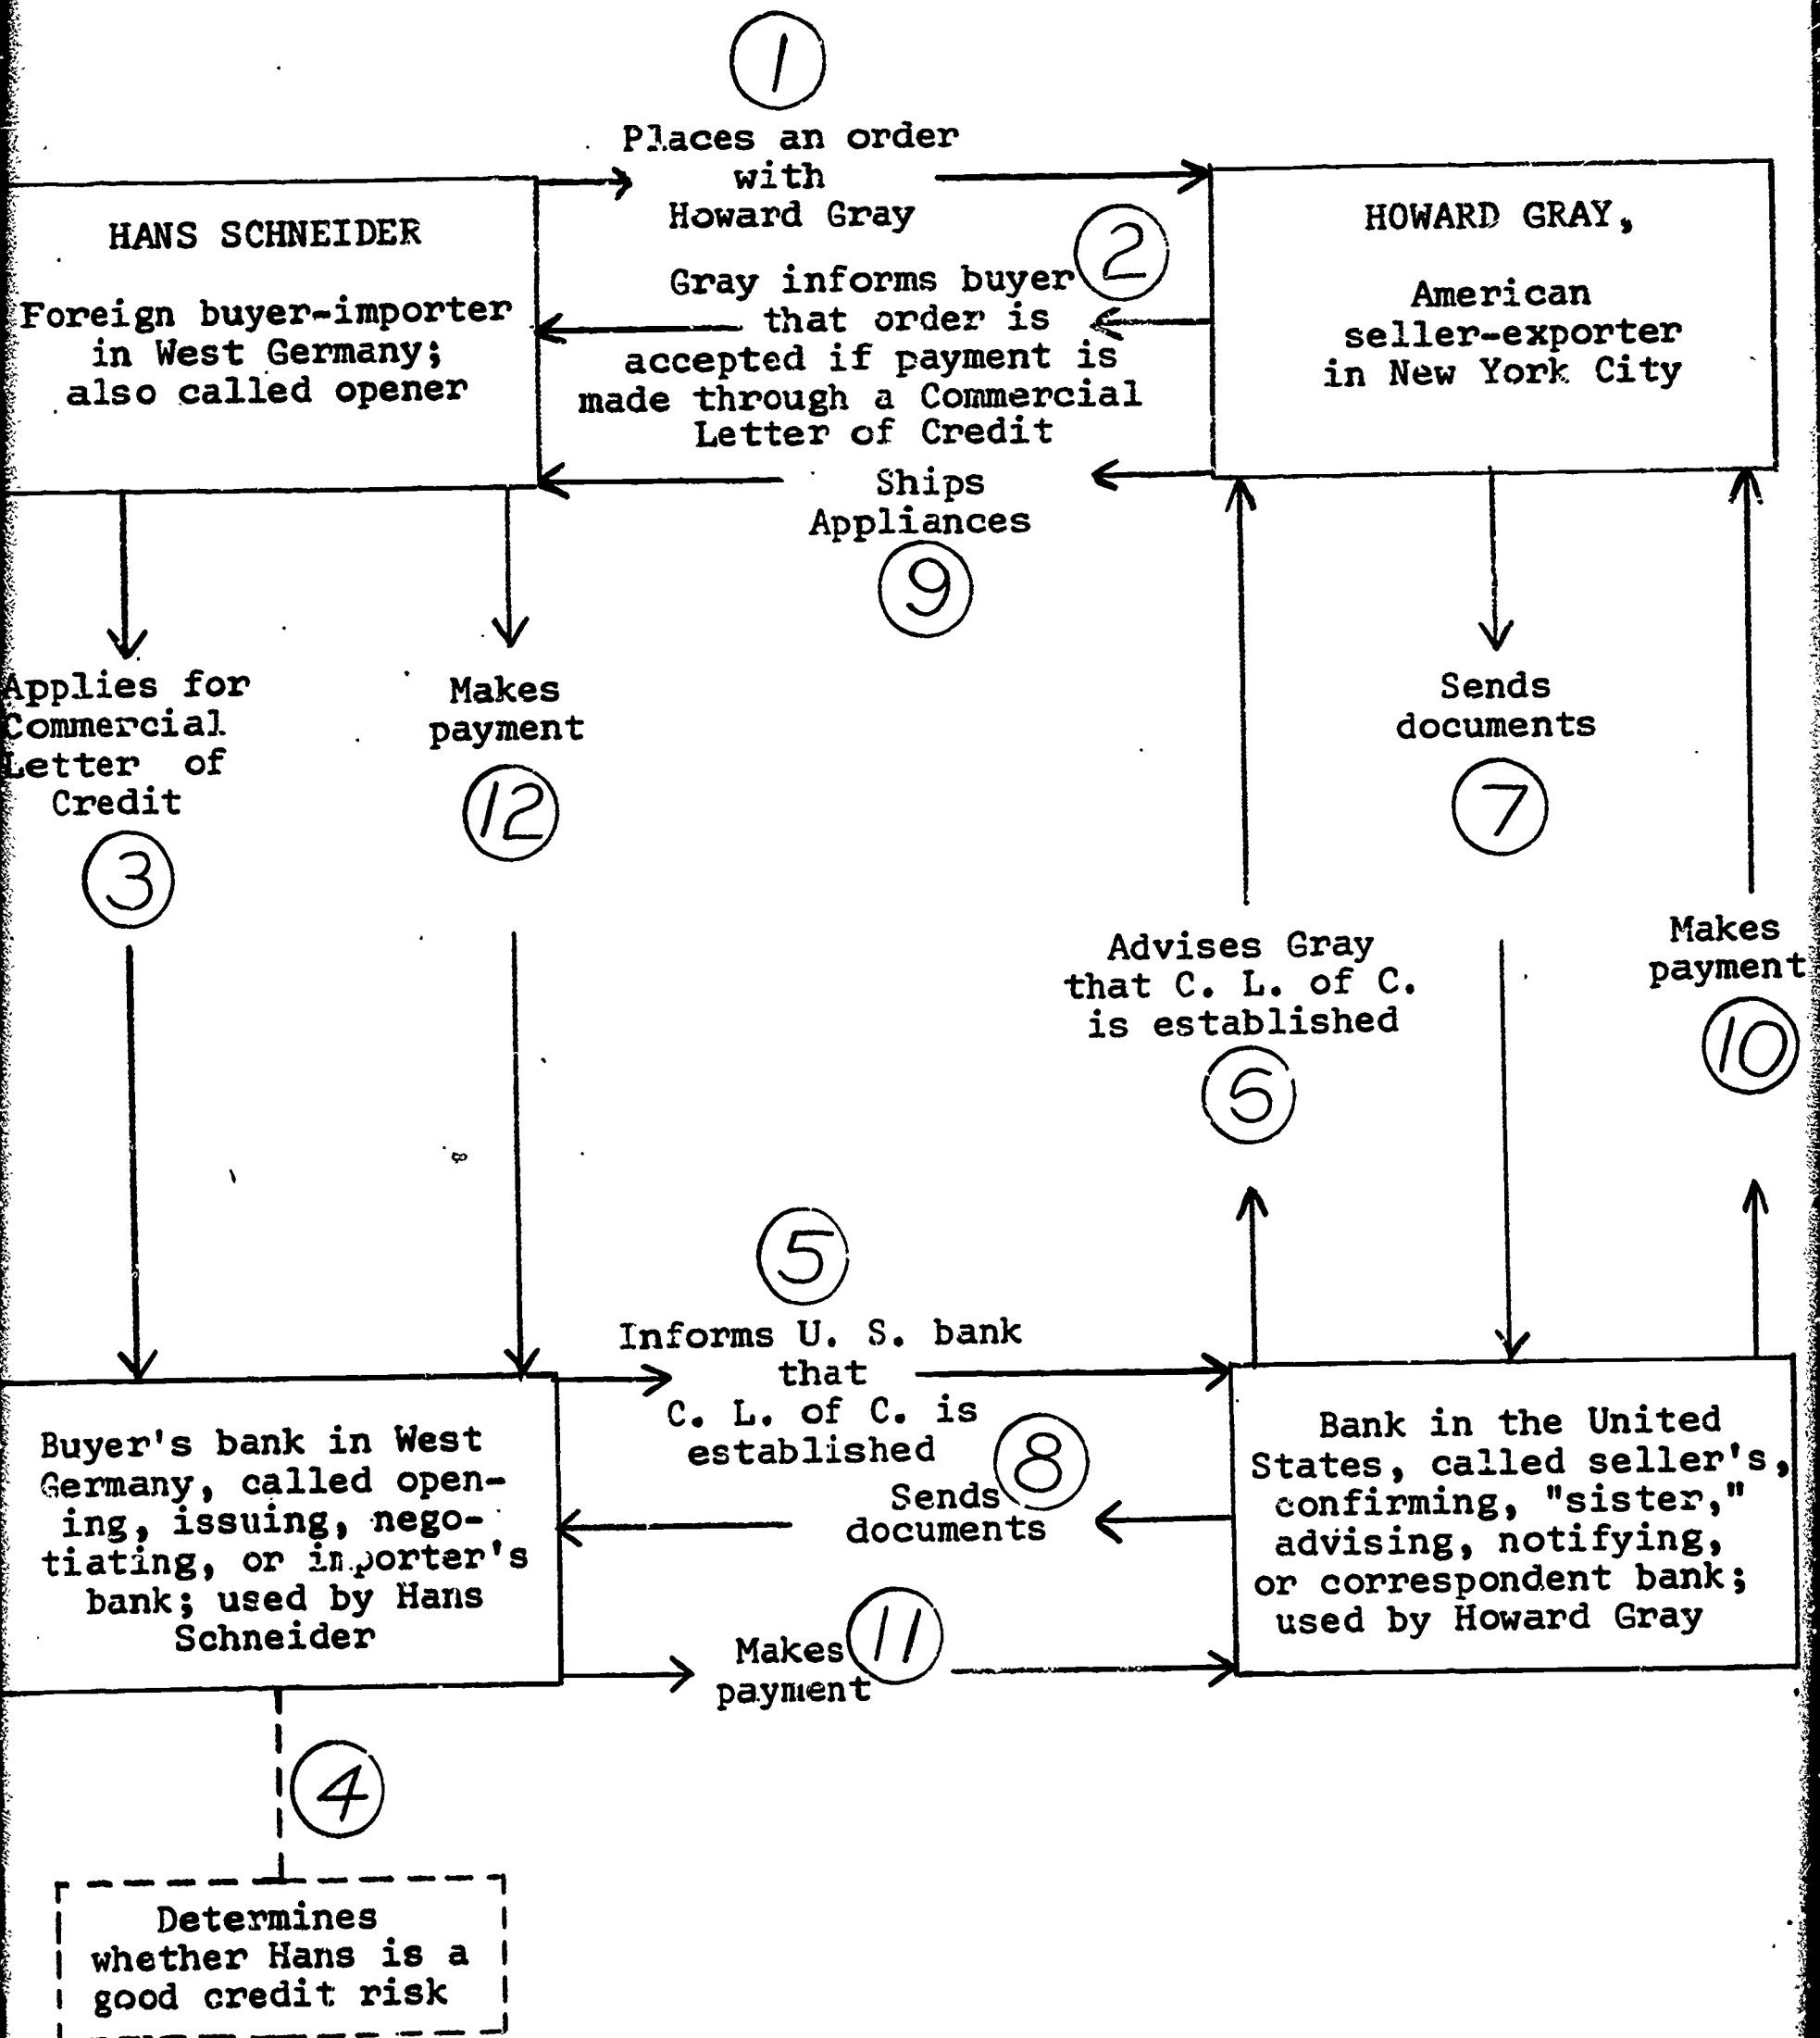 1
Places an order
with
Howard Gray
HANS SCHNEIDER
Foreign buyer-importer
in West Germany;
also called opener
2
Gray informs buyer
that order is
accepted if payment is
made through a Commercial
Letter of Credit
HOWARD GRAY,
American
seller-exporter
in New York City
Ships
Appliances
9
Applies for
Commercial
Letter of
Credit
3
Makes
payment
12
Sends
documents
7
Advises Gray
that C. L. of C.
is established
6
Makes
payment
10
5
Informs U. S. bank
that
C. L. of C. is
established
Buyer's bank in West
Germany, called open-
ing, issuing, nego-
tiating, or importer's
bank; used by Hans
Schneider
8
Sends
documents
Bank in the United
States, called seller's,
confirming, "sister,"
advising, notifying,
or correspondent bank;
used by Howard Gray
Makes
payment
11
4
Determines
whether Hans is a
good credit risk